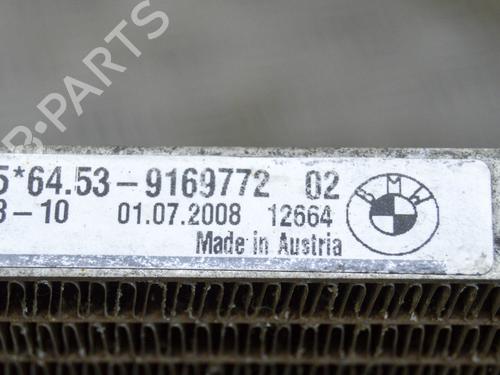 B-PARTS
5*64.53-9169772 02
3-10 01.07.2008 12664
Made in Austria
BMW